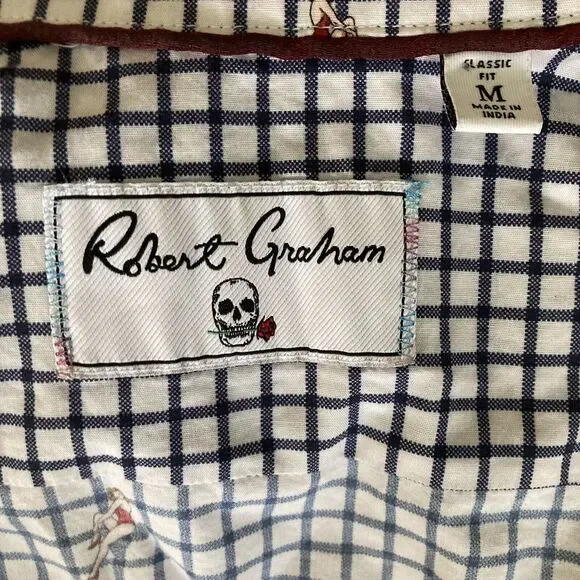 CLASSIC
FIT
M
MADE IN
INDIA
Robert Graham